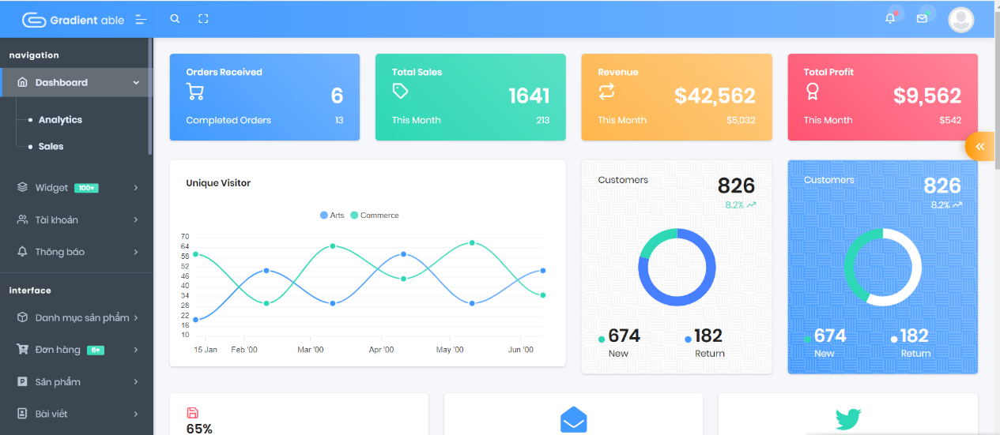 Gradient able
navigation
Dashboard
Analytics
Sales
Widget 100+
Tài khoản
Thông báo
interface
Danh mục sản phẩm
Đơn hàng 6+
Sản phẩm
Bài viết
Orders Received
6
Completed Orders 13
Total Sales
1641
This Month 213
Revenue
$42,562
This Month $5,032
Total Profit
$9,562
This Month $542
Unique Visitor
Arts Commerce
70
64
58
52
46
40
34
28
22
16
10
15 Jan Feb '00 Mar '00 Apr '00 May '00 Jun '00
Customers
826
8.2%
674 182
New Return
Customers
826
8.2%
674 182
New Return
65%